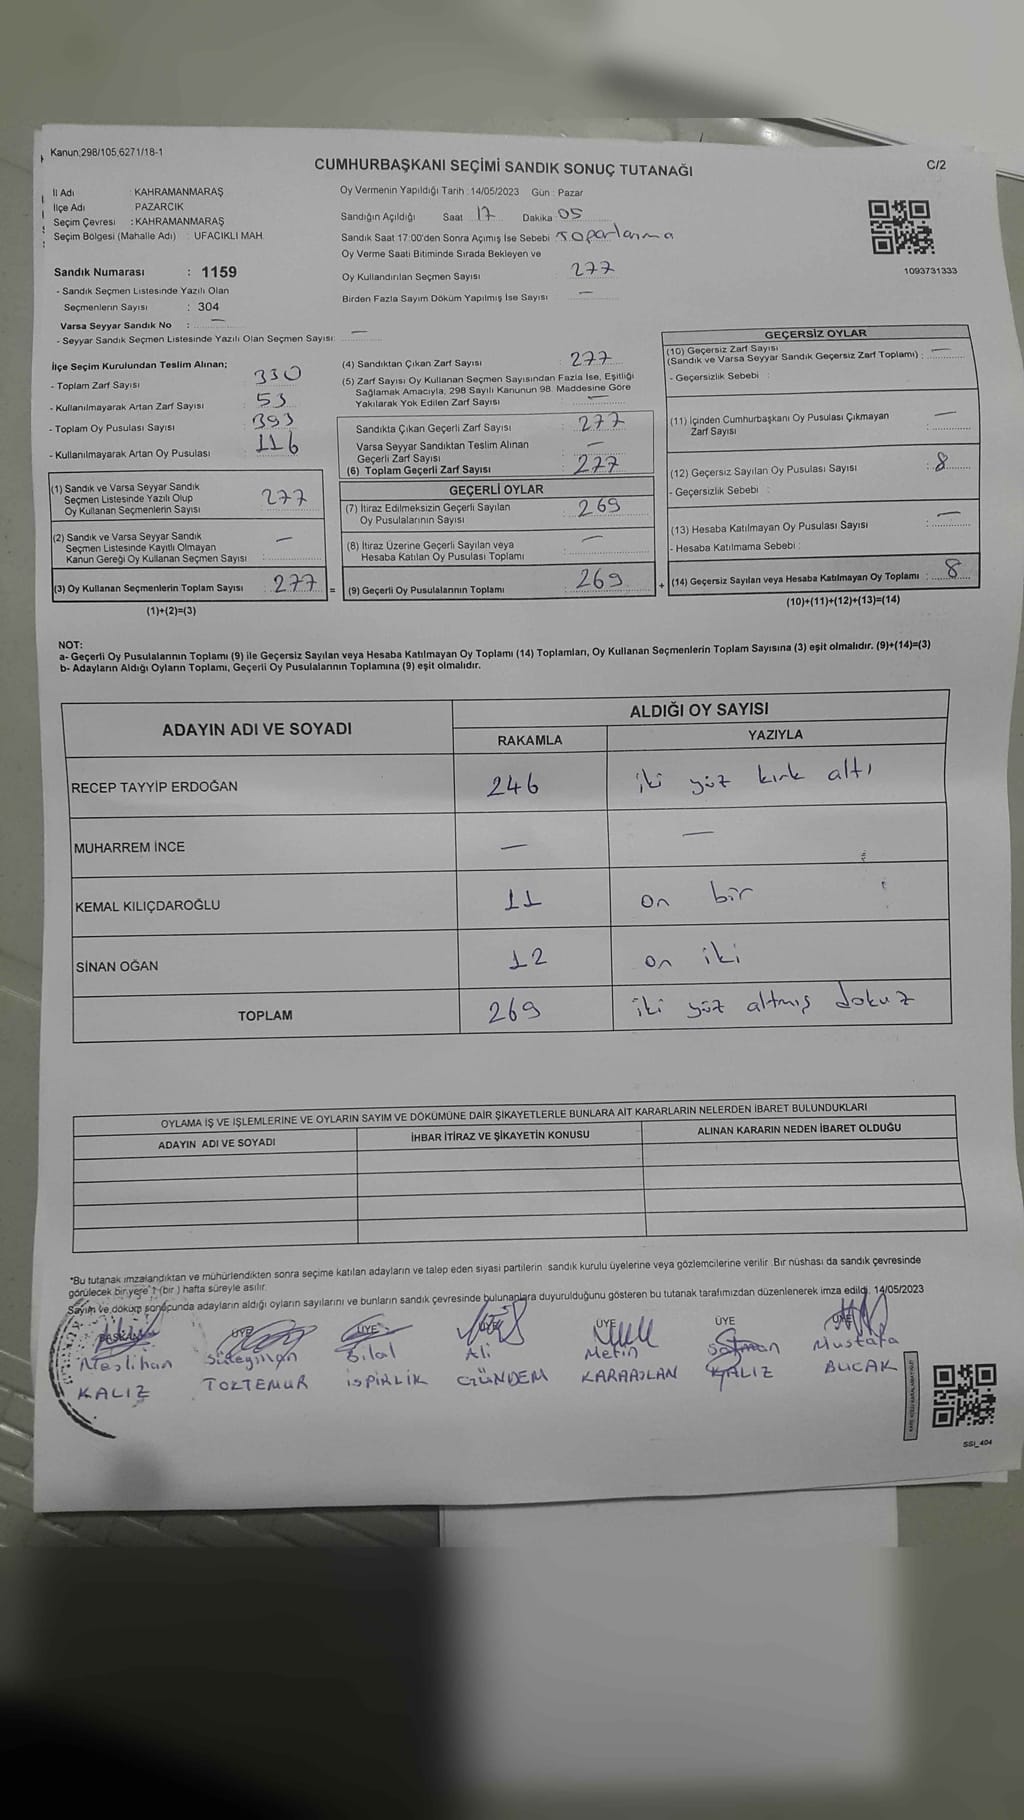 Kanun;298/105,6271/18-1
CUMHURBAŞKANI SEÇİMİ SANDIK SONUÇ TUTANAĞI
C/2
İl Adı : KAHRAMANMARAŞ
İlçe Adı PAZARCIK
Seçim Çevresi : KAHRAMANMARAŞ
Seçim Bölgesi (Mahalle Adı) : UFACIKLI MAH.
Sandık Numarası : 1159
- Sandık Seçmen Listesinde Yazılı Olan
Seçmenlerin Sayısı : 304
Varsa Seyyar Sandık No : —
- Seyyar Sandık Seçmen Listesinde Yazılı Olan Seçmen Sayısı: —
Oy Vermenin Yapıldığı Tarih : 14/05/2023 Gün : Pazar
Sandığın Açıldığı Saat 17 Dakika 05
Sandık Saat 17:00'den Sonra Açımış İse Sebebi Toparlanma
Oy Verme Saati Bitiminde Sırada Bekleyen ve
Oy Kullandırılan Seçmen Sayısı 277
Birden Fazla Sayım Döküm Yapılmış İse Sayısı —
1093731333
İlçe Seçim Kurulundan Teslim Alınan;
- Toplam Zarf Sayısı 330
- Kullanılmayarak Artan Zarf Sayısı : 53
- Toplam Oy Pusulası Sayısı : 393
- Kullanılmayarak Artan Oy Pusulası 116
(1) Sandık ve Varsa Seyyar Sandık
Seçmen Listesinde Yazılı Olup
Oy Kullanan Seçmenlerin Sayısı 277
(2) Sandık ve Varsa Seyyar Sandık
Seçmen Listesinde Kayıtlı Olmayan
Kanun Gereği Oy Kullanan Seçmen Sayısı —
(3) Oy Kullanan Seçmenlerin Toplam Sayısı 277 =
(1)+(2)=(3)
(4) Sandıktan Çıkan Zarf Sayısı : 277
(5) Zarf Sayısı Oy Kullanan Seçmen Sayısından Fazla İse, Eşitliği
Sağlamak Amacıyla; 298 Sayılı Kanunun 98. Maddesine Göre
Yakılarak Yok Edilen Zarf Sayısı —
Sandıkta Çıkan Geçerli Zarf Sayısı : 277
Varsa Seyyar Sandıktan Teslim Alınan
Geçerli Zarf Sayısı —
(6) Toplam Geçerli Zarf Sayısı : 277
GEÇERLİ OYLAR
(7) İtiraz Edilmeksizin Geçerli Sayılan
Oy Pusulalarının Sayısı : 269
(8) İtiraz Üzerine Geçerli Sayılan veya
Hesaba Katılan Oy Pusulası Toplamı —
(9) Geçerli Oy Pusulalarının Toplamı : 269 +
GEÇERSİZ OYLAR
(10) Geçersiz Zarf Sayısı
(Sandık ve Varsa Seyyar Sandık Geçersiz Zarf Toplamı) : —
- Geçersizlik Sebebi :
(11) İçinden Cumhurbaşkanı Oy Pusulası Çıkmayan
Zarf Sayısı : —
(12) Geçersiz Sayılan Oy Pusulası Sayısı : 8
- Geçersizlik Sebebi :
(13) Hesaba Katılmayan Oy Pusulası Sayısı : —
- Hesaba Katılmama Sebebi :
(14) Geçersiz Sayılan veya Hesaba Katılmayan Oy Toplamı : 8
(10)+(11)+(12)+(13)=(14)
NOT:
a- Geçerli Oy Pusulalarının Toplamı (9) ile Geçersiz Sayılan veya Hesaba Katılmayan Oy Toplamı (14) Toplamları, Oy Kullanan Seçmenlerin Toplam Sayısına (3) eşit olmalıdır. (9)+(14)=(3)
b- Adayların Aldığı Oyların Toplamı, Geçerli Oy Pusulalarının Toplamına (9) eşit olmalıdır.
ADAYIN ADI VE SOYADI ALDIĞI OY SAYISI
RAKAMLA YAZIYLA
RECEP TAYYİP ERDOĞAN 246 iki yüz kırk altı
MUHARREM İNCE — —
KEMAL KILIÇDAROĞLU 11 on bir
SİNAN OĞAN 12 on iki
TOPLAM 269 iki yüz altmış dokuz
OYLAMA İŞ VE İŞLEMLERİNE VE OYLARIN SAYIM VE DÖKÜMÜNE DAİR ŞİKAYETLERLE BUNLARA AİT KARARLARIN NELERDEN İBARET BULUNDUKLARI
ADAYIN ADI VE SOYADI İHBAR İTİRAZ VE ŞİKAYETİN KONUSU ALINAN KARARIN NEDEN İBARET OLDUĞU
*Bu tutanak imzalandıktan ve mühürlendikten sonra seçime katılan adayların ve talep eden siyasi partilerin sandık kurulu üyelerine veya gözlemcilerine verilir. Bir nüshası da sandık çevresinde
görülecek bir yere 1 (bir) hafta süreyle asılır.
Sayım ve döküm sonucunda adayların aldığı oyların sayılarını ve bunların sandık çevresinde bulunanlara duyurulduğunu gösteren bu tutanak tarafımızdan düzenlenerek imza edildi. 14/05/2023
BAŞKAN ÜYE ÜYE ÜYE ÜYE ÜYE ÜYE
Neslihan Süleyman Bilal Ali Metin Satman Mustafa
KALIZ TOKTEMUR İSPİRLİK GÜNDEM KARAASLAN KALIZ BUCAK
SSI_404